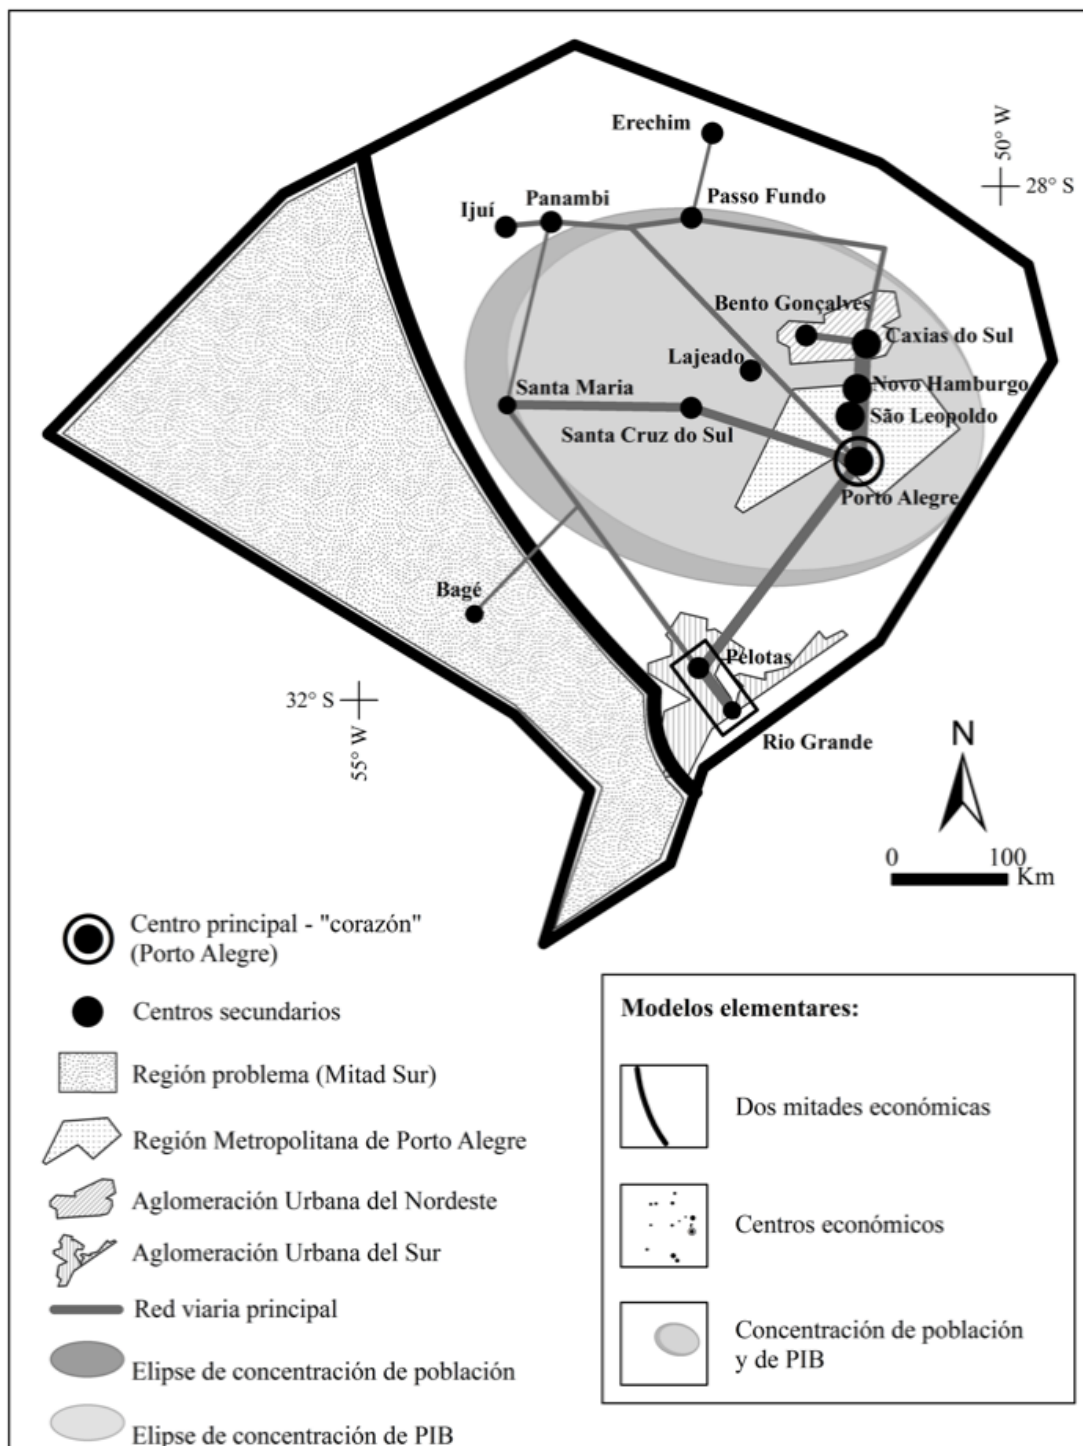 Erechim
50° W
28° S
Passo Fundo
Panambi
Ijuí
Bento Gonçalves
Caxias do Sul
Lajeado
Novo Hamburgo
Santa Maria
São Leopoldo
Santa Cruz do Sul
Porto Alegre
Bagé
Pelotas
32° S
55° W
Rio Grande
N
0 100
Km
Centro principal - "corazón"
(Porto Alegre)
Centros secundarios
Región problema (Mitad Sur)
Región Metropolitana de Porto Alegre
Aglomeración Urbana del Nordeste
Aglomeración Urbana del Sur
Red viaria principal
Elipse de concentración de población
Elipse de concentración de PIB
Modelos elementares:
Dos mitades económicas
Centros económicos
Concentración de población
y de PIB